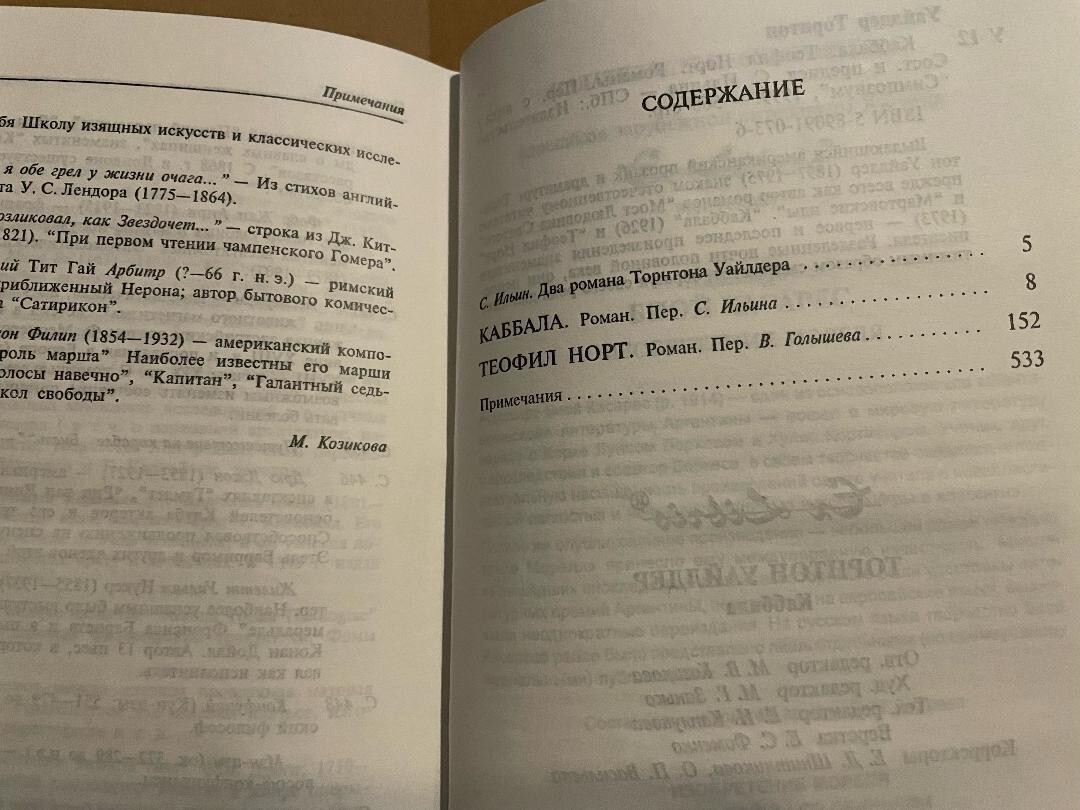 Примечания
бя Школу изящных искусств и классических иссле-
я обе грел у жизни очага...” — Из стихов англий-
та У. С. Лендора (1775—1864).
озликовал, как Звездочет...” — строка из Дж. Кит-
1821). “При первом чтении чампенского Гомера”.
ий Тит Гай Арбитр (?—66 г. н. э.) — римский
риближенный Нерона; автор бытового комичес-
а “Сатирикон”.
он Филип (1854—1932) — американский компо-
роль марша” Наиболее известны его марши
олосы навечно”, “Капитан”, “Галантный седь-
кол свободы”.
М. Козикова
СОДЕРЖАНИЕ
С. Ильин. Два романа Торнтона Уайлдера . . . . . . . . . . . . . . . . 5
КАББАЛА. Роман. Пер. С. Ильина . . . . . . . . . . . . . . . . . . 8
ТЕОФИЛ НОРТ. Роман. Пер. В. Голышева . . . . . . . . . . 152
Примечания . . . . . . . . . . . . . . . . . . . . . . . . . . . . . . . . . . . . 533